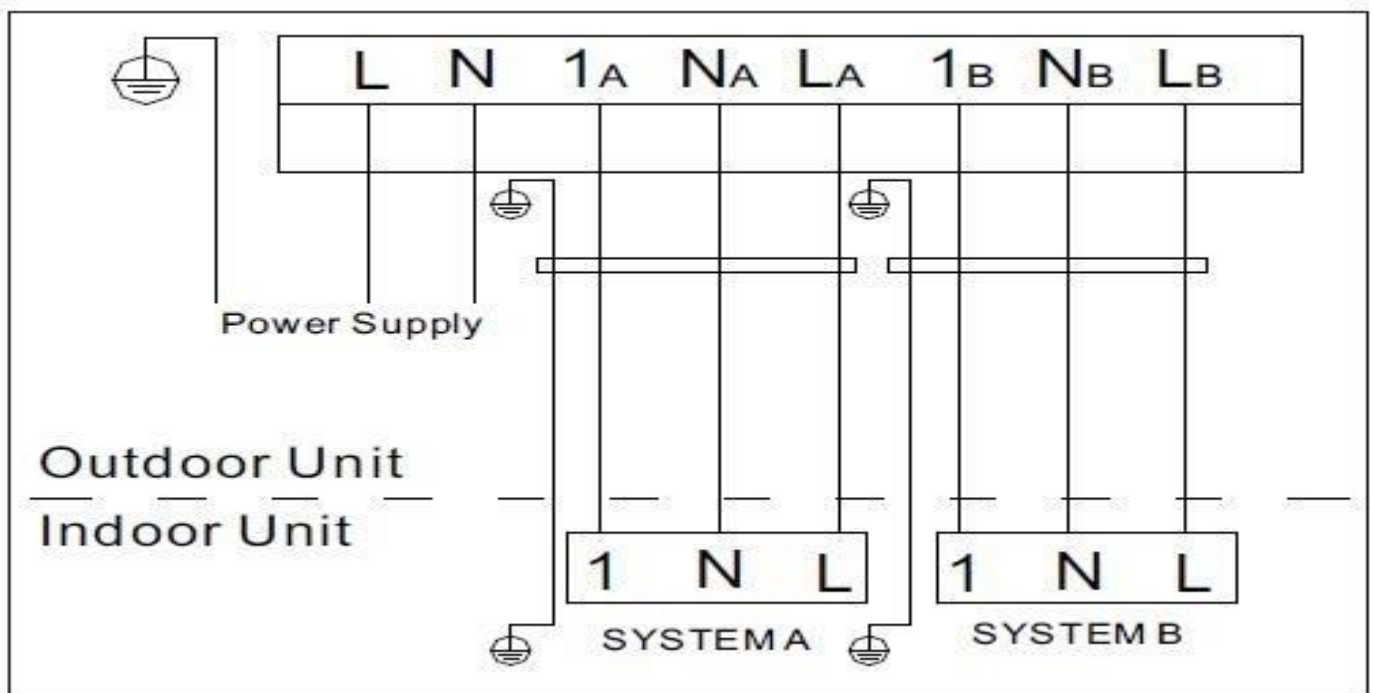 L N 1A NA LA 1B NB LB
Power Supply
Outdoor Unit
Indoor Unit
1 N L 1 N L
SYSTEM A SYSTEM B